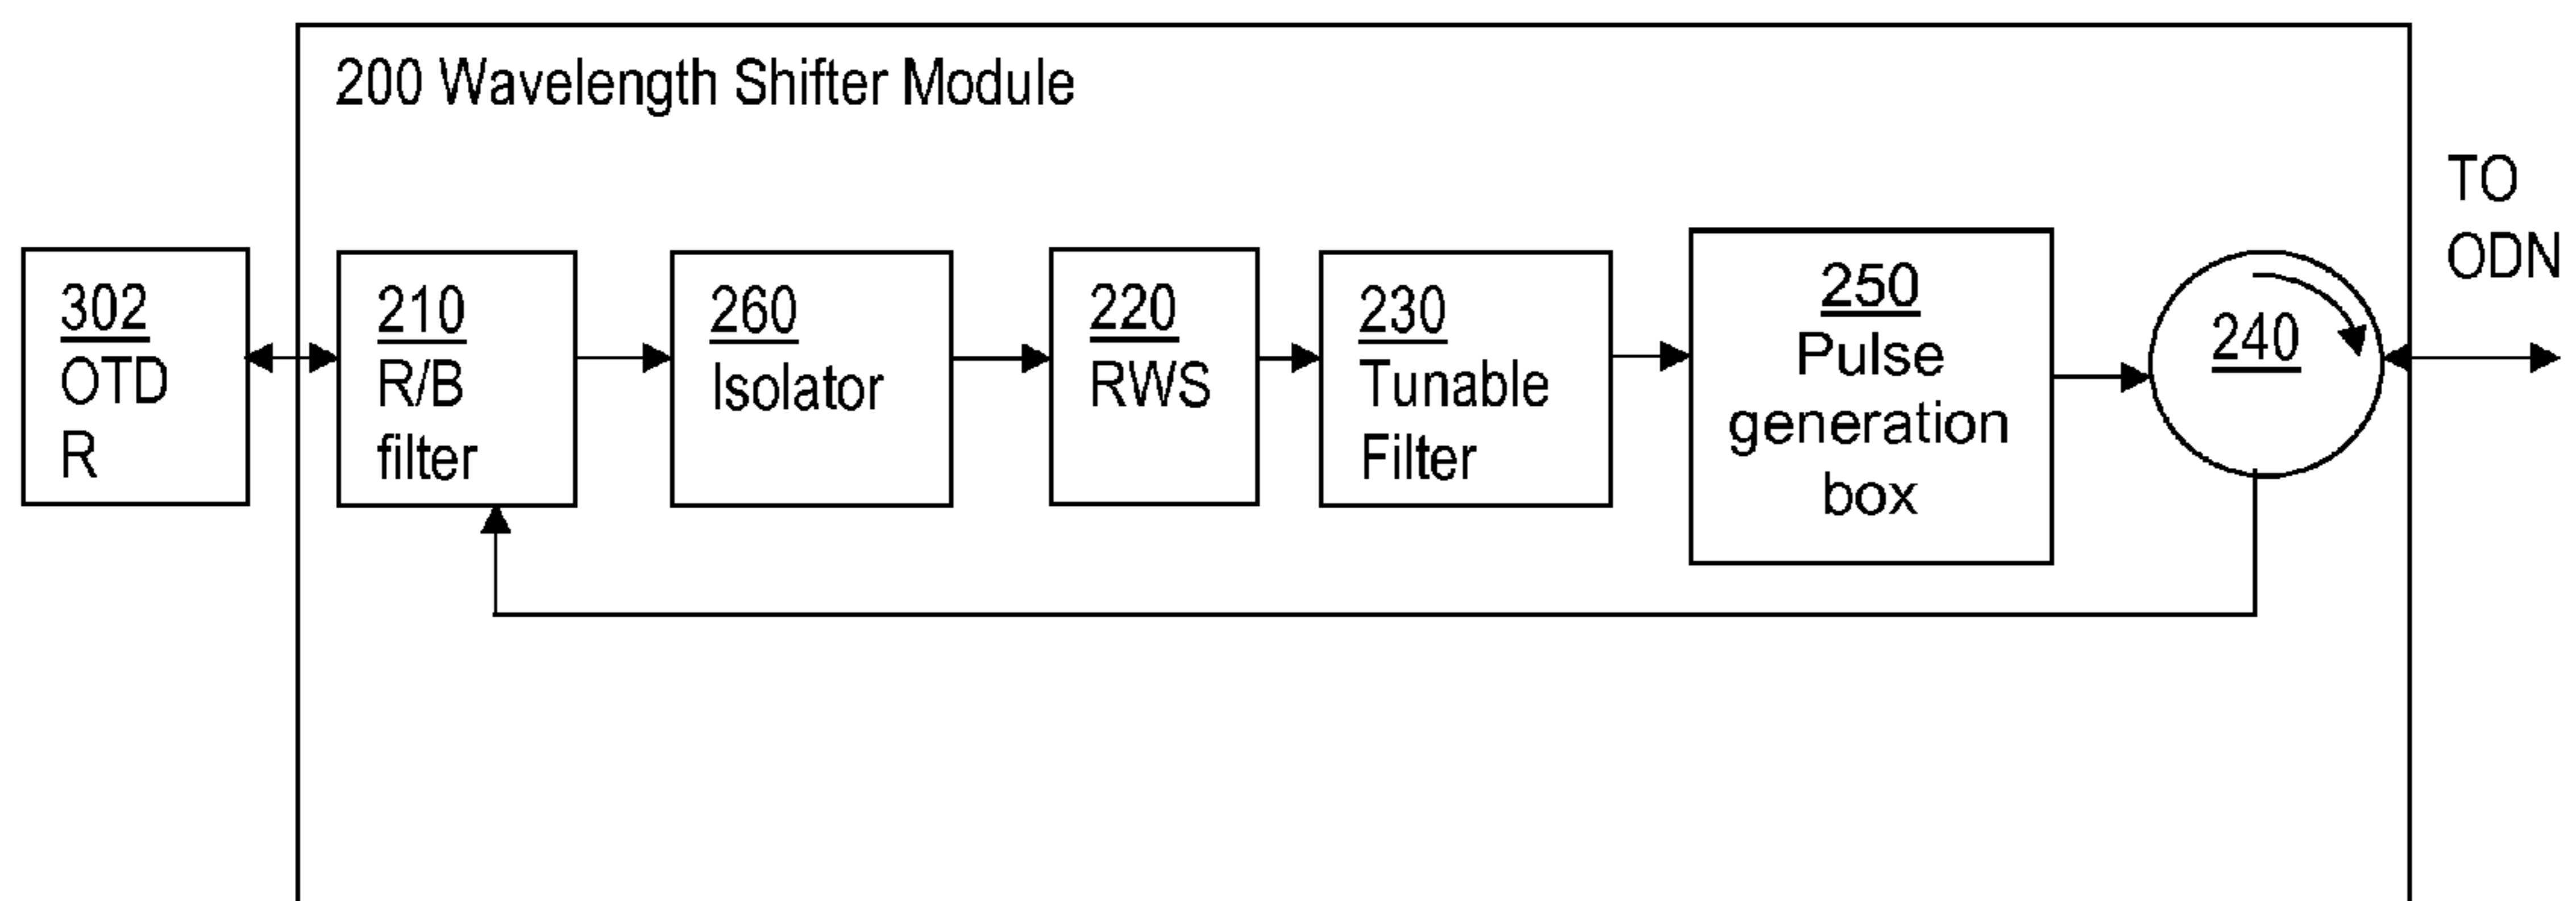 200 Wavelength Shifter Module
302
OTD
R
210
R/B
filter
260
Isolator
220
RWS
230
Tunable
Filter
250
Pulse
generation
box
240
TO
ODN